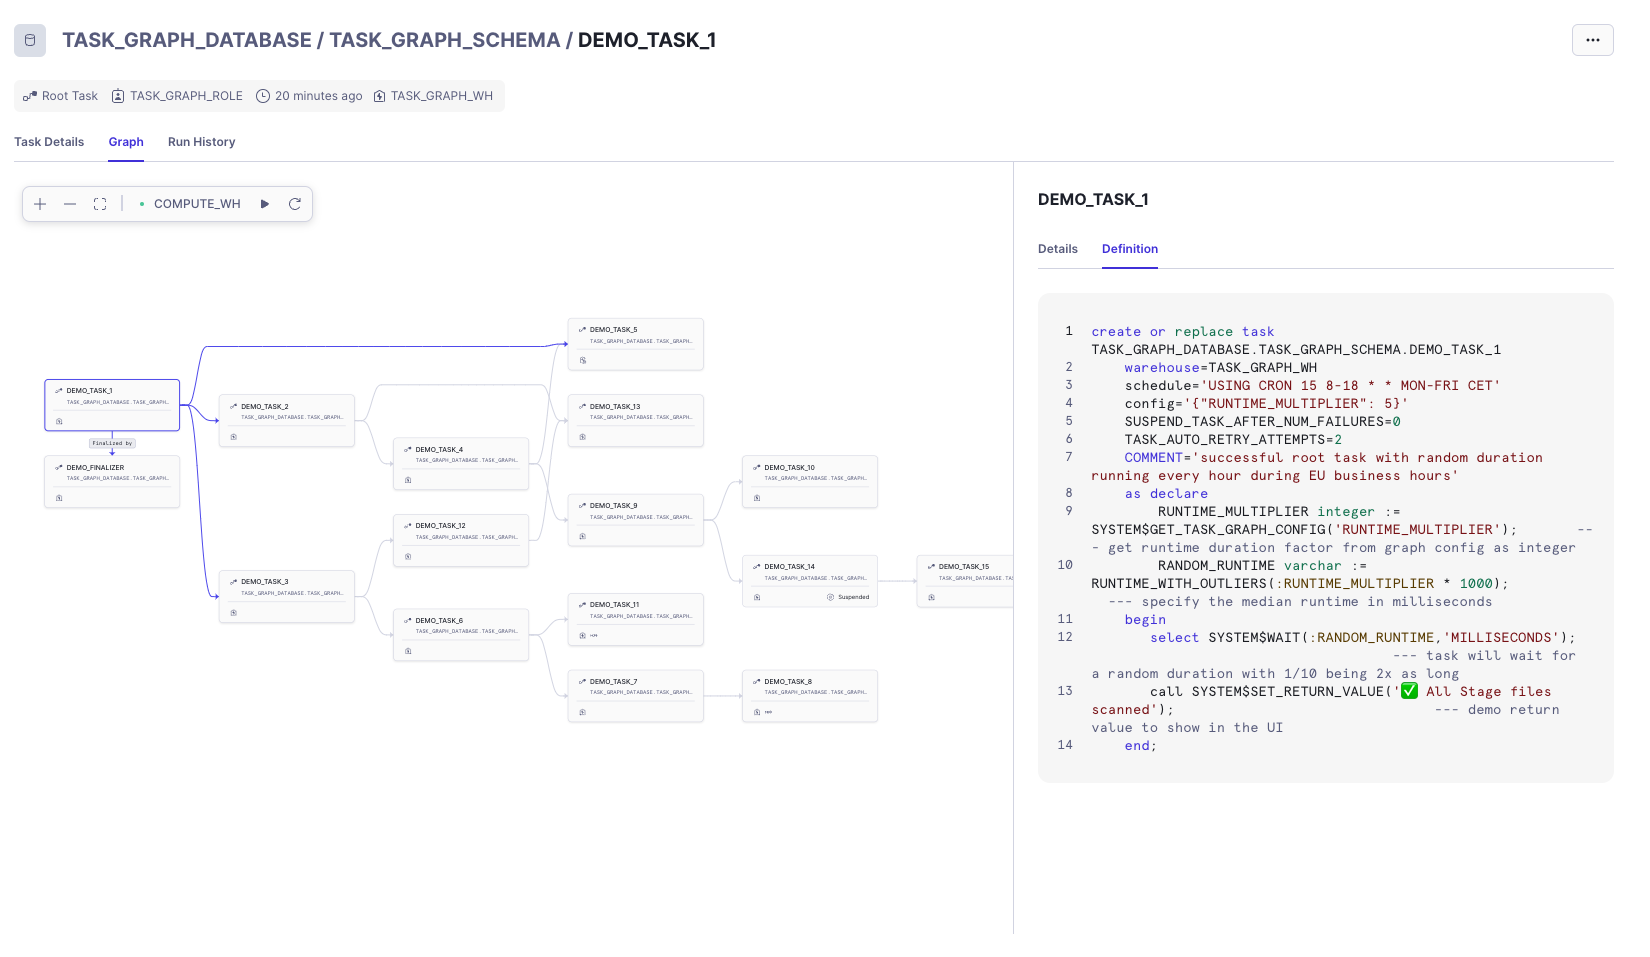 TASK_GRAPH_DATABASE / TASK_GRAPH_SCHEMA / DEMO_TASK_1
Root Task TASK_GRAPH_ROLE 20 minutes ago TASK_GRAPH_WH
Task Details Graph Run History
COMPUTE_WH
DEMO_TASK_1
TASK_GRAPH_DATABASE.TASK_GRAPH…
Finalized by
DEMO_FINALIZER
TASK_GRAPH_DATABASE.TASK_GRAPH…
DEMO_TASK_2
TASK_GRAPH_DATABASE.TASK_GRAPH…
DEMO_TASK_3
TASK_GRAPH_DATABASE.TASK_GRAPH…
DEMO_TASK_4
TASK_GRAPH_DATABASE.TASK_GRAPH…
DEMO_TASK_12
TASK_GRAPH_DATABASE.TASK_GRAPH…
DEMO_TASK_6
TASK_GRAPH_DATABASE.TASK_GRAPH…
DEMO_TASK_5
TASK_GRAPH_DATABASE.TASK_GRAPH…
DEMO_TASK_13
TASK_GRAPH_DATABASE.TASK_GRAPH…
DEMO_TASK_9
TASK_GRAPH_DATABASE.TASK_GRAPH…
DEMO_TASK_11
TASK_GRAPH_DATABASE.TASK_GRAPH…
DEMO_TASK_7
TASK_GRAPH_DATABASE.TASK_GRAPH…
DEMO_TASK_10
TASK_GRAPH_DATABASE.TASK_GRAPH…
DEMO_TASK_14
TASK_GRAPH_DATABASE.TASK_GRAPH…
Suspended
DEMO_TASK_8
TASK_GRAPH_DATABASE.TASK_GRAPH…
DEMO_TASK_15
TASK_GRAPH_DATABASE.TAS
DEMO_TASK_1
Details Definition
1 create or replace task
TASK_GRAPH_DATABASE.TASK_GRAPH_SCHEMA.DEMO_TASK_1
2 warehouse=TASK_GRAPH_WH
3 schedule='USING CRON 15 8-18 * * MON-FRI CET'
4 config='{"RUNTIME_MULTIPLIER": 5}'
5 SUSPEND_TASK_AFTER_NUM_FAILURES=0
6 TASK_AUTO_RETRY_ATTEMPTS=2
7 COMMENT='successful root task with random duration
running every hour during EU business hours'
8 as declare
9 RUNTIME_MULTIPLIER integer :=
SYSTEM$GET_TASK_GRAPH_CONFIG('RUNTIME_MULTIPLIER'); --
- get runtime duration factor from graph config as integer
10 RANDOM_RUNTIME varchar :=
RUNTIME_WITH_OUTLIERS(:RUNTIME_MULTIPLIER * 1000);
--- specify the median runtime in milliseconds
11 begin
12 select SYSTEM$WAIT(:RANDOM_RUNTIME,'MILLISECONDS');
--- task will wait for
a random duration with 1/10 being 2x as long
13 call SYSTEM$SET_RETURN_VALUE('✅ All Stage files
scanned'); --- demo return
value to show in the UI
14 end;